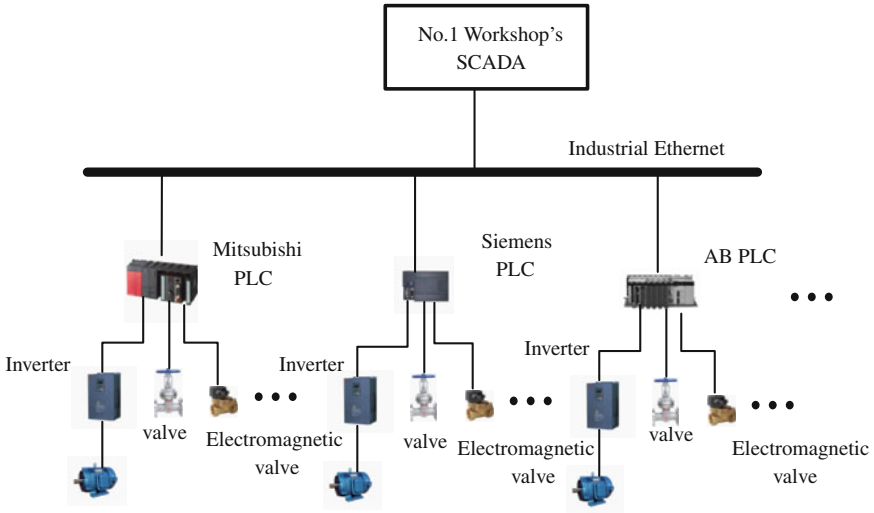 No.1 Workshop's
SCADA
Industrial Ethernet
Mitsubishi
PLC
Siemens
PLC
AB PLC
Inverter
Inverter
Inverter
valve
valve
valve
Electromagnetic
valve
Electromagnetic
valve
Electromagnetic
valve